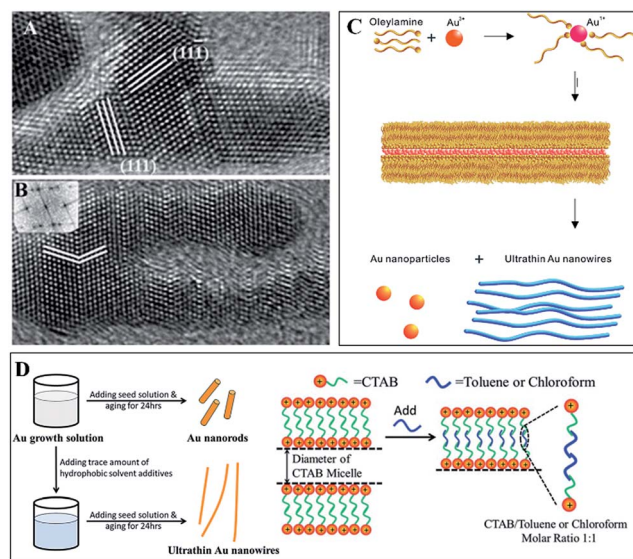 A
(111)
(111)
B
C
Oleylamine
+
Au¹⁺
Au nanoparticles + Ultrathin Au nanowires
D
Au growth solution
Adding seed solution &
aging for 24hrs
Au nanorods
Adding trace amount of
hydrophobic solvent additives
Adding seed solution &
aging for 24hrs
Ultrathin Au nanowires
=CTAB
=Toluene or Chloroform
Diameter of
CTAB Micelle
Add
CTAB/Toluene or Chloroform
Molar Ratio 1:1